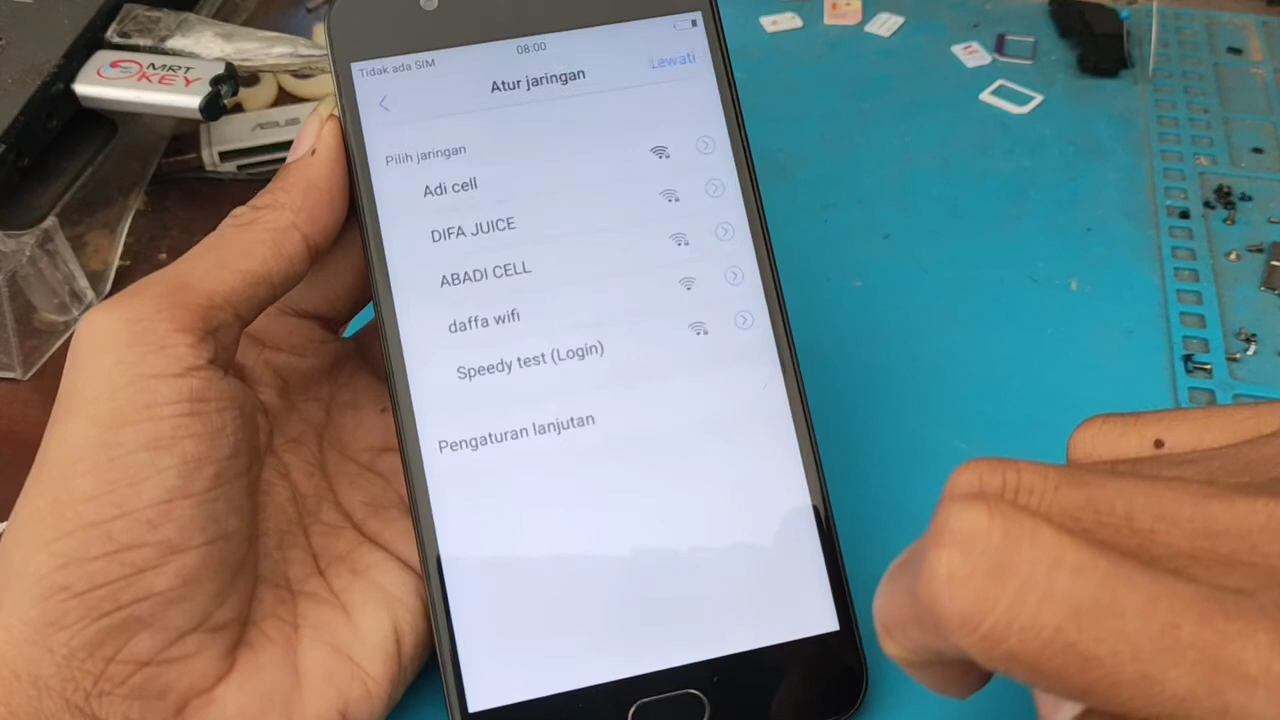 MRT
KEY
ASUS
Tidak ada SIM
08:00
Atur jaringan
Lewati
Pilih jaringan
Adi cell
DIFA JUICE
ABADI CELL
daffa wifi
Speedy test (Login)
Pengaturan lanjutan